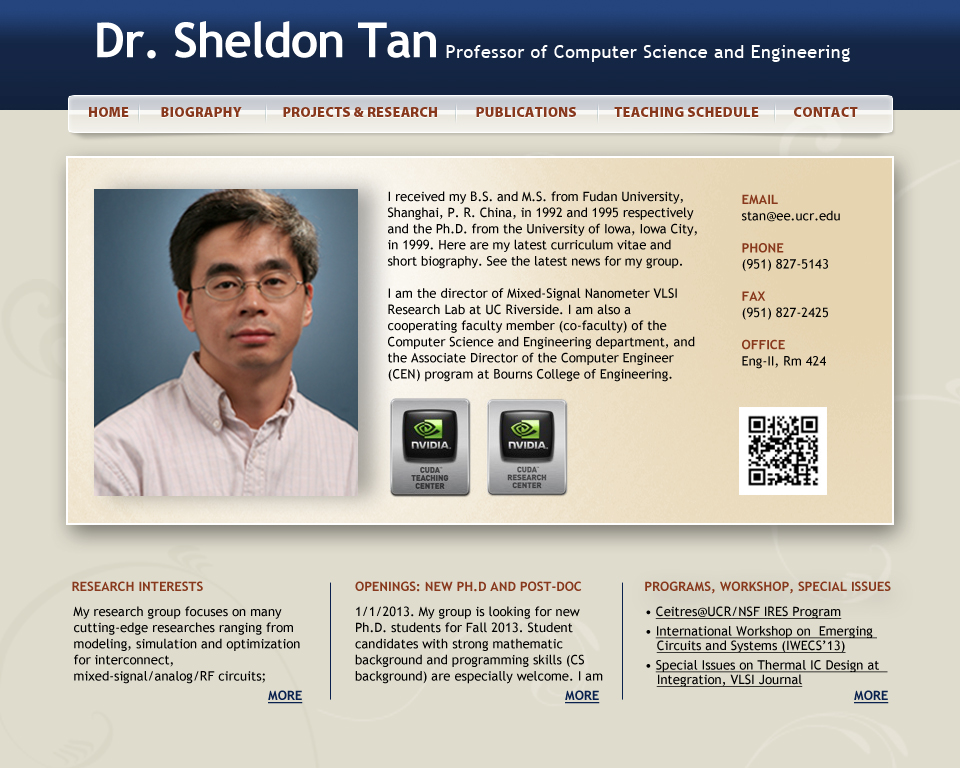 Dr. Sheldon Tan Professor of Computer Science and Engineering
HOME BIOGRAPHY PROJECTS & RESEARCH PUBLICATIONS TEACHING SCHEDULE CONTACT
I received my B.S. and M.S. from Fudan University,
Shanghai, P. R. China, in 1992 and 1995 respectively
and the Ph.D. from the University of Iowa, Iowa City,
in 1999. Here are my latest curriculum vitae and
short biography. See the latest news for my group.
I am the director of Mixed-Signal Nanometer VLSI
Research Lab at UC Riverside. I am also a
cooperating faculty member (co-faculty) of the
Computer Science and Engineering department, and
the Associate Director of the Computer Engineer
(CEN) program at Bourns College of Engineering.
NVIDIA.
CUDA™
TEACHING
CENTER
NVIDIA.
CUDA™
RESEARCH
CENTER
EMAIL
stan@ee.ucr.edu
PHONE
(951) 827-5143
FAX
(951) 827-2425
OFFICE
Eng-II, Rm 424
RESEARCH INTERESTS
My research group focuses on many
cutting-edge researches ranging from
modeling, simulation and optimization
for interconnect,
mixed-signal/analog/RF circuits;
MORE
OPENINGS: NEW PH.D AND POST-DOC
1/1/2013. My group is looking for new
Ph.D. students for Fall 2013. Student
candidates with strong mathematic
background and programming skills (CS
background) are especially welcome. I am
MORE
PROGRAMS, WORKSHOP, SPECIAL ISSUES
• Ceitres@UCR/NSF IRES Program
• International Workshop on Emerging
Circuits and Systems (IWECS'13)
• Special Issues on Thermal IC Design at
Integration, VLSI Journal
MORE